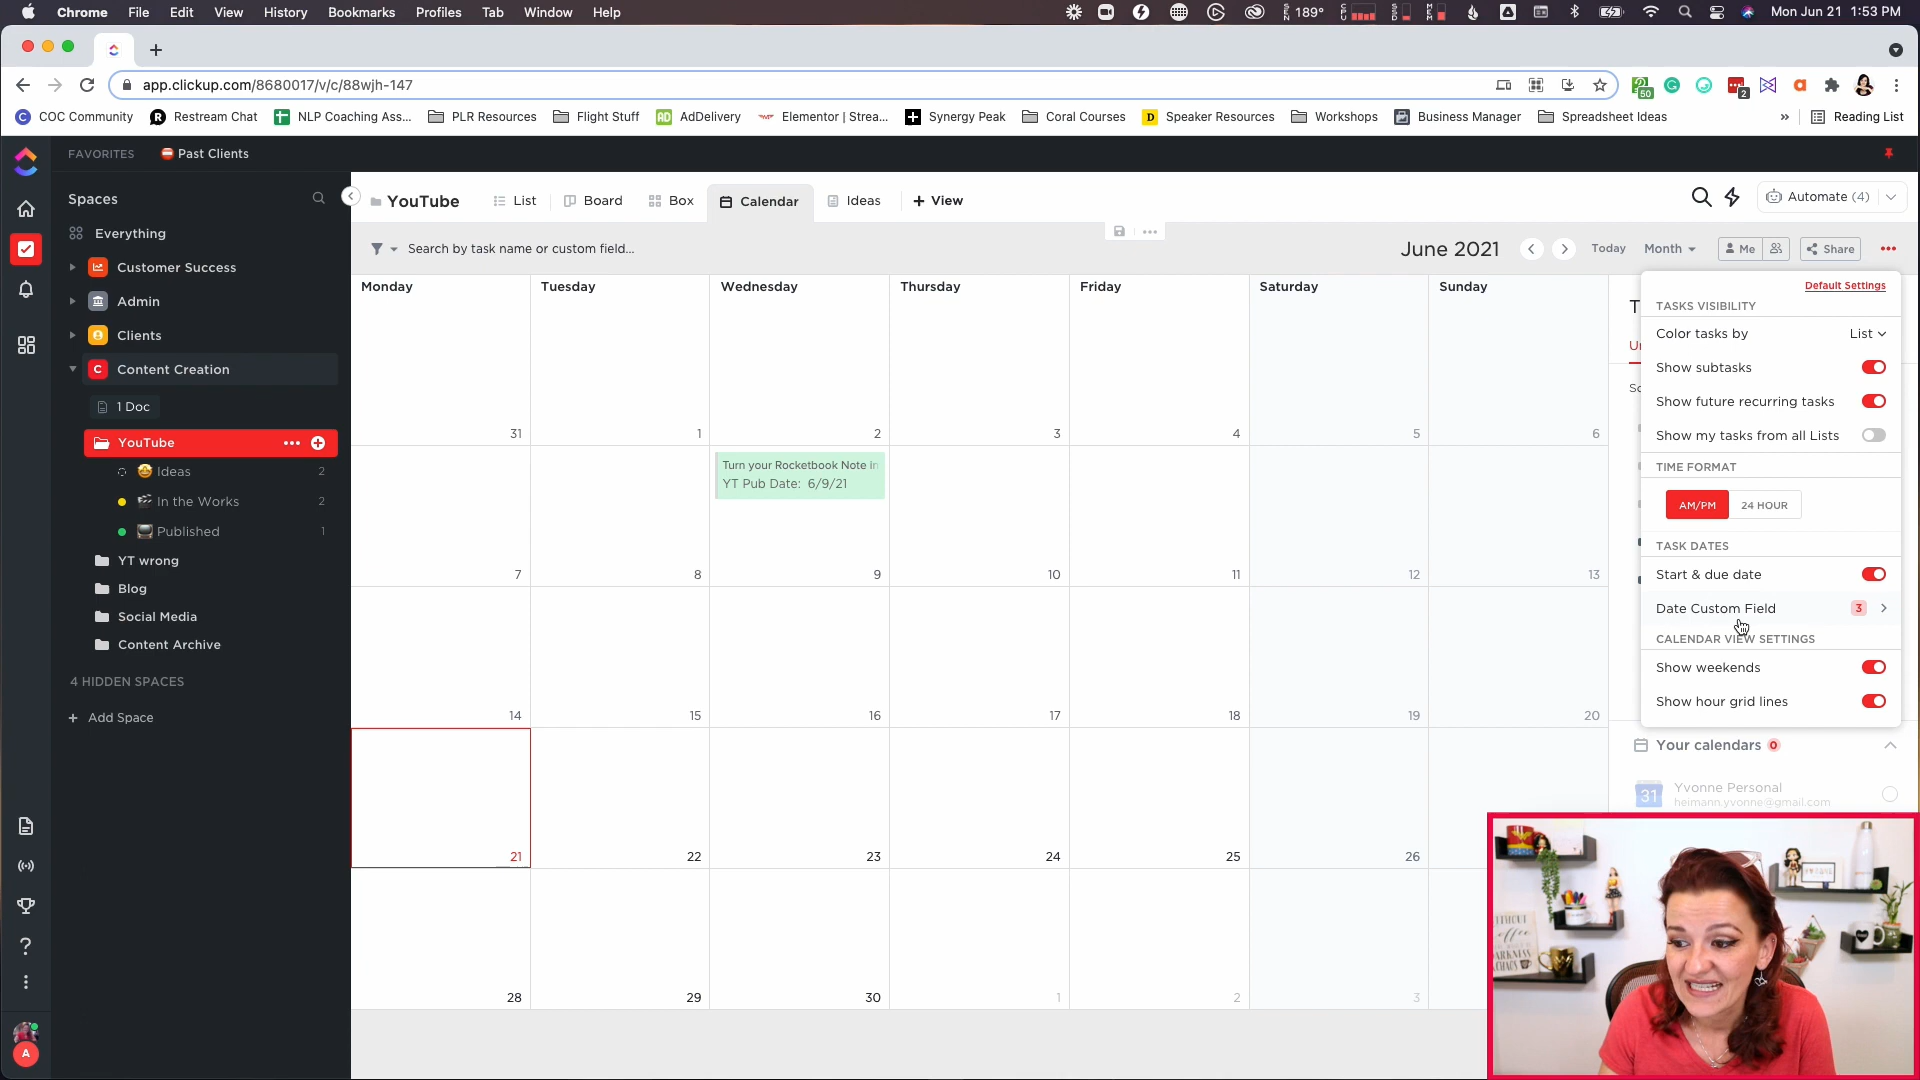 Chrome File Edit View History Bookmarks Profiles Tab Window Help 189° Mon Jun 21 1:53 PM
app.clickup.com/8680017/v/c/88wjh-147 50 2
COC Community Restream Chat NLP Coaching Ass... PLR Resources Flight Stuff AdDelivery Elementor | Strea... Synergy Peak Coral Courses Speaker Resources Workshops Business Manager Spreadsheet Ideas » Reading List
FAVORITES Past Clients
Spaces
Everything
Customer Success
Admin
Clients
C Content Creation
1 Doc
YouTube
Ideas 2
In the Works 2
Published 1
YT wrong
Blog
Social Media
Content Archive
4 HIDDEN SPACES
+ Add Space
A
YouTube List Board Box Calendar Ideas + View Automate (4)
Search by task name or custom field... June 2021 Today Month Me Share
Monday Tuesday Wednesday Thursday Friday Saturday Sunday
31 1 2 3 4 5 6
Turn your Rocketbook Note in
YT Pub Date: 6/9/21
7 8 9 10 11 12 13
14 15 16 17 18 19 20
21 22 23 24 25 26
28 29 30 1 2 3
Default Settings
TASKS VISIBILITY
Color tasks by List
Show subtasks
Show future recurring tasks
Show my tasks from all Lists
TIME FORMAT
AM/PM 24 HOUR
TASK DATES
Start & due date
Date Custom Field 3
CALENDAR VIEW SETTINGS
Show weekends
Show hour grid lines
Your calendars 0
31 Yvonne Personal
heimann.yvonne@gmail.com
WITHOUT
coffee
DARKNESS
& CHAOS